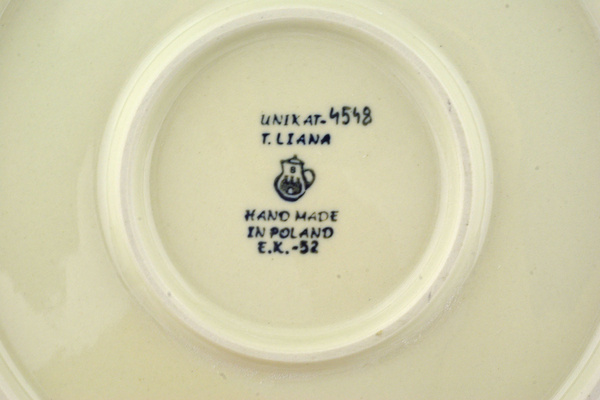 UNIKAT-4548
T. LIANA
HAND MADE
IN POLAND
E.K.-52